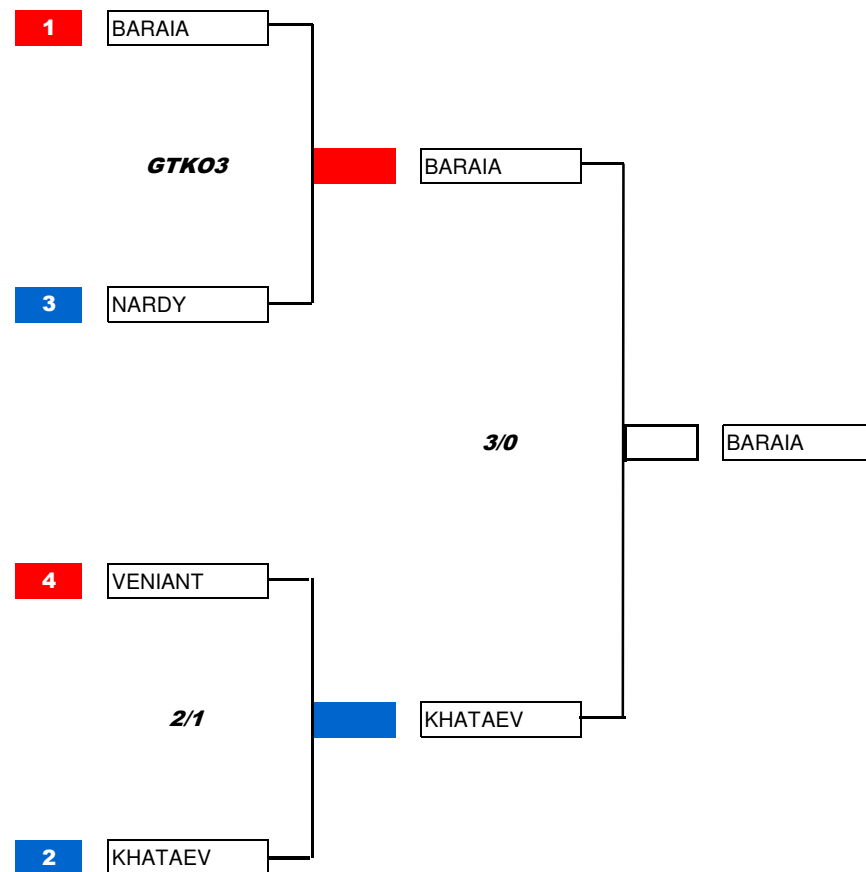 1 BARAIA
GTKO3
BARAIA
3 NARDY
3/0
BARAIA
4 VENIANT
2/1
KHATAEV
2 KHATAEV